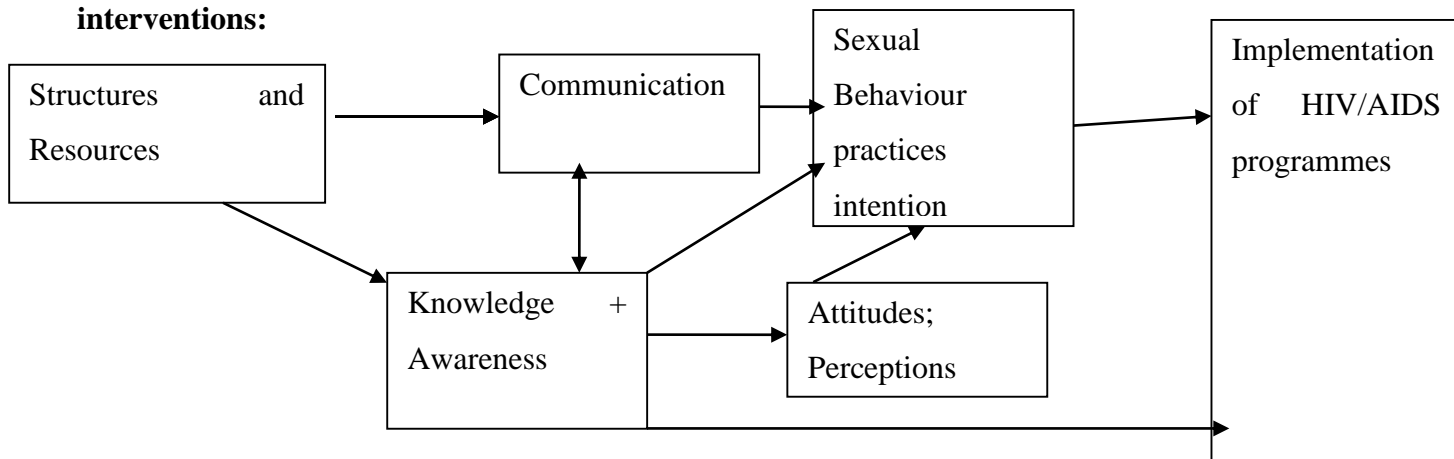 interventions:
Structures and
Resources
Communication
Sexual
Behaviour
practices
intention
Implementation
of HIV/AIDS
programmes
Knowledge +
Awareness
Attitudes;
Perceptions